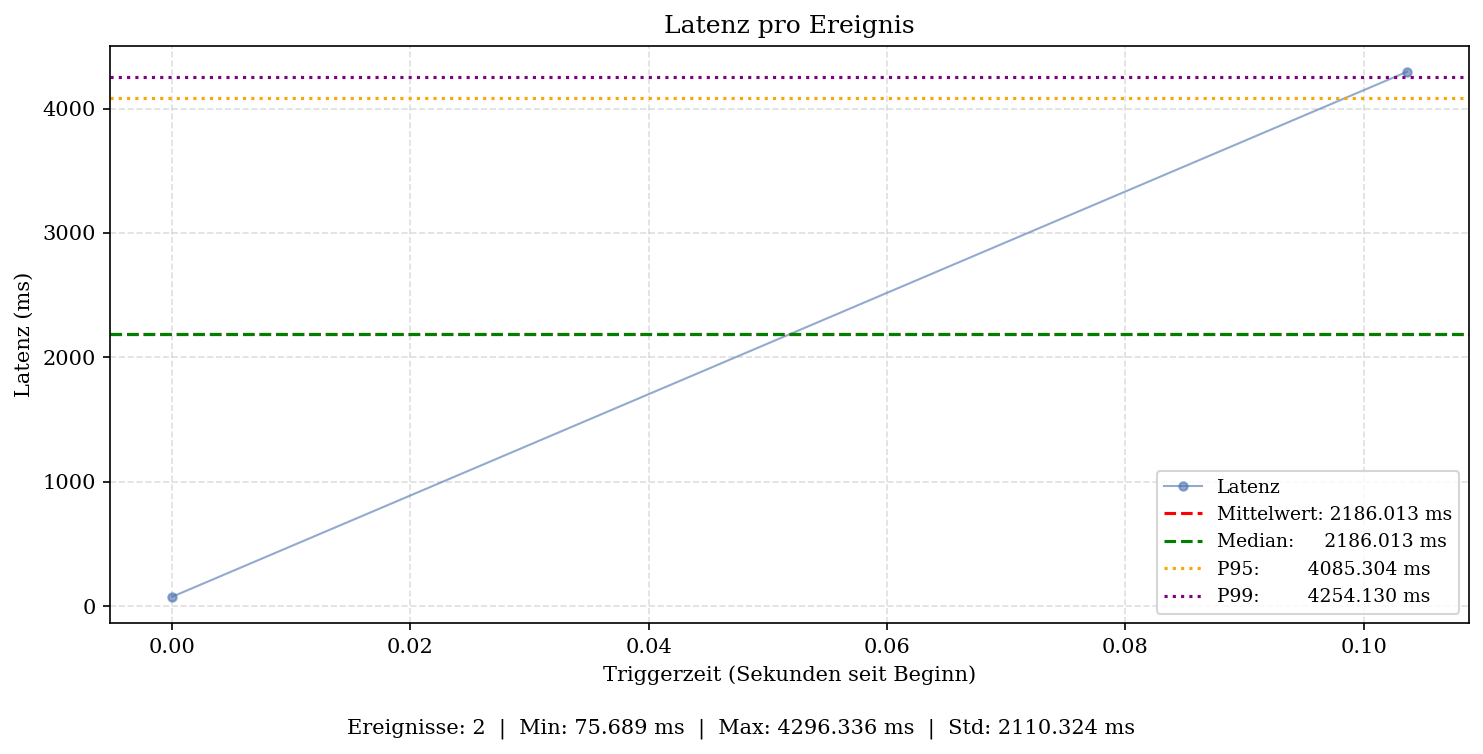 Latenz pro Ereignis
Latenz (ms)
4000
3000
2000
1000
0
0.00 0.02 0.04 0.06 0.08 0.10
Triggerzeit (Sekunden seit Beginn)
Latenz
Mittelwert: 2186.013 ms
Median: 2186.013 ms
P95: 4085.304 ms
P99: 4254.130 ms
Ereignisse: 2 | Min: 75.689 ms | Max: 4296.336 ms | Std: 2110.324 ms